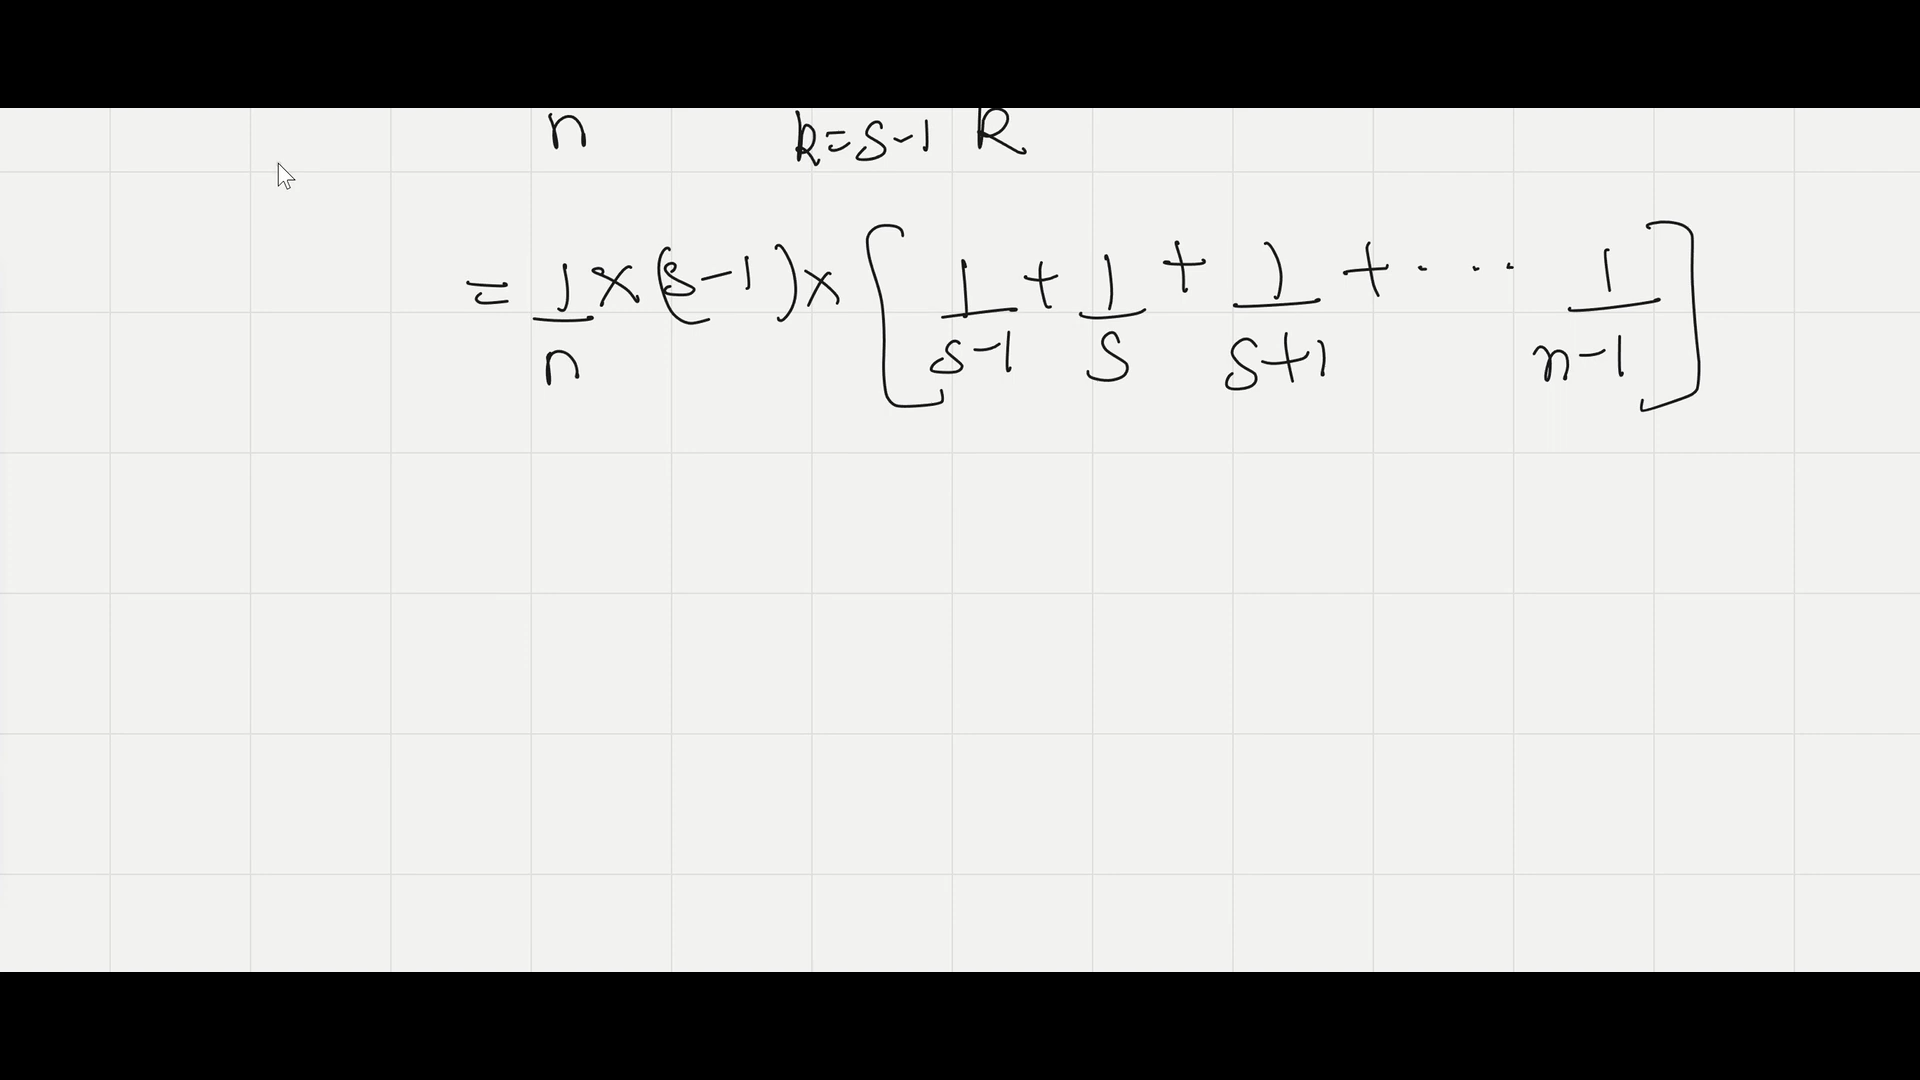 n k=s-1 k
= 1/n × (s-1) × [ 1/(s-1) + 1/s + 1/(s+1) + ... 1/(n-1) ]